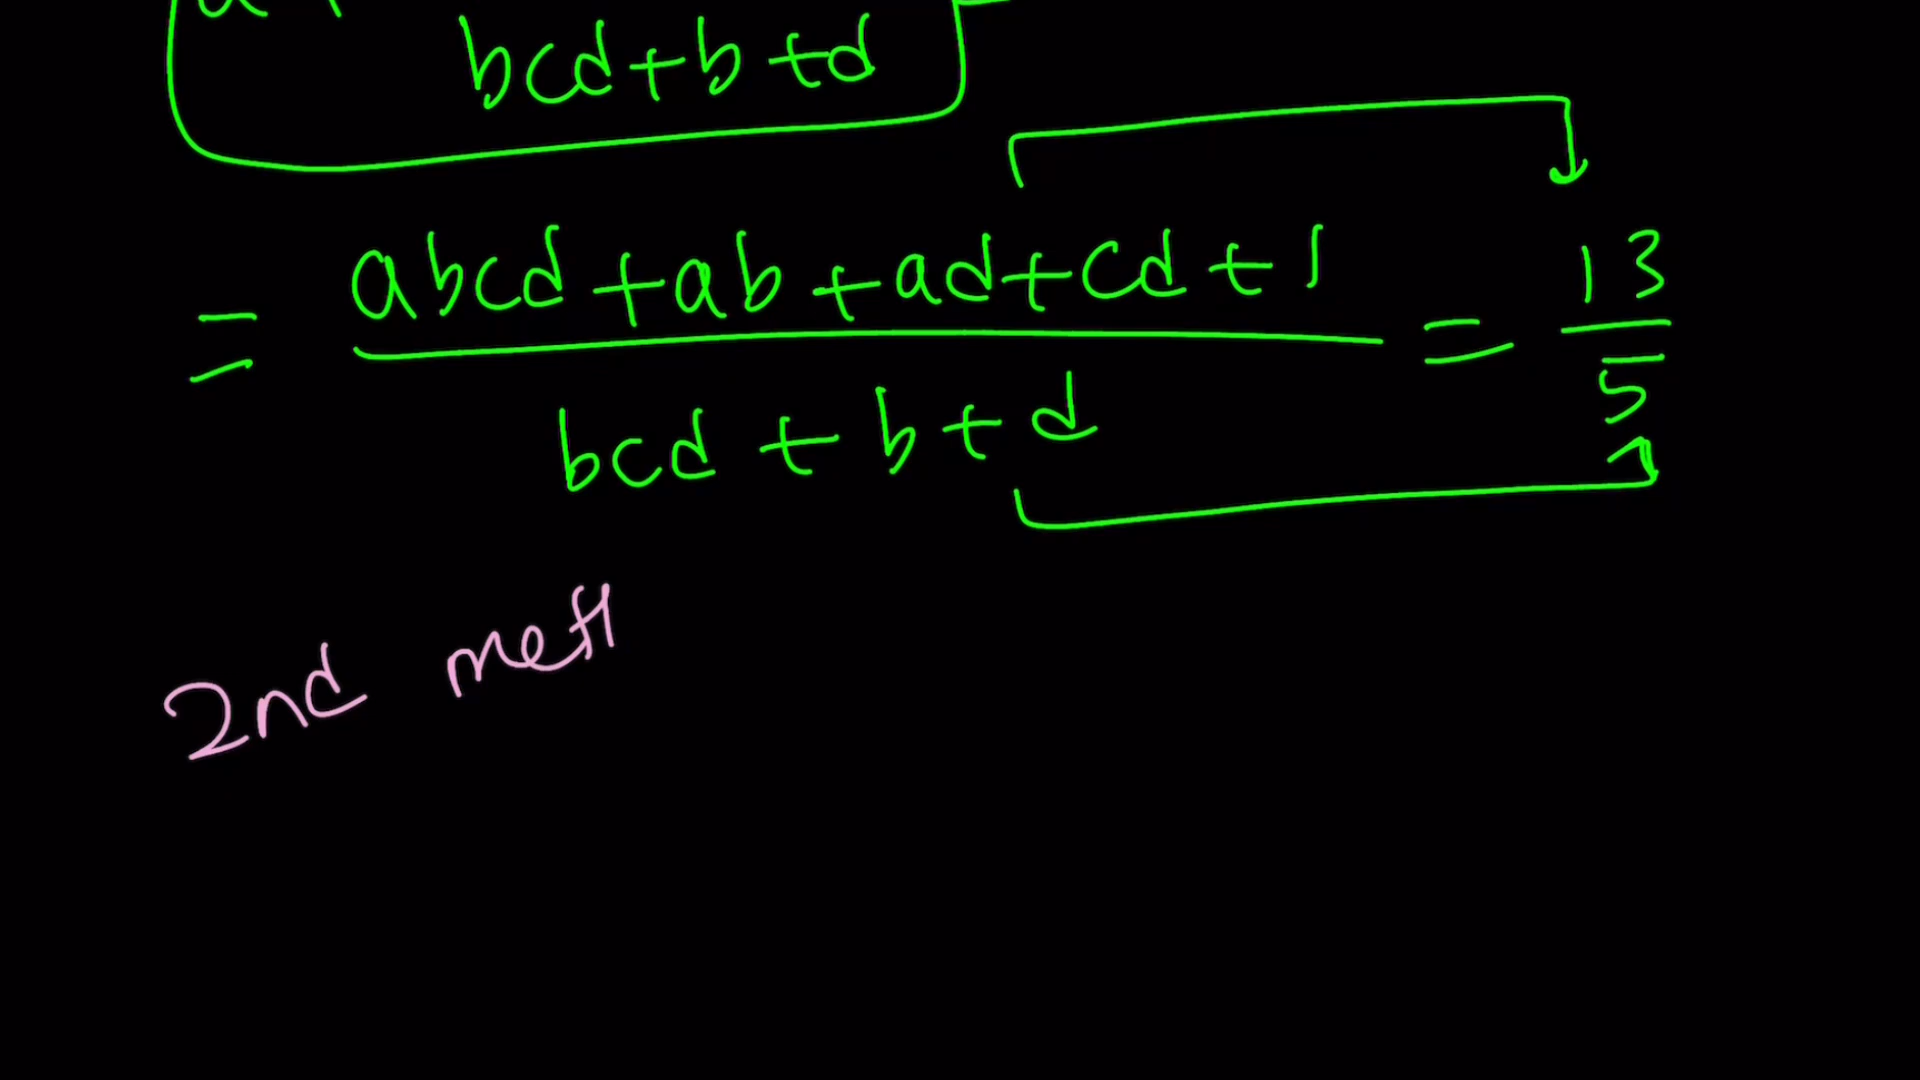 bcd+b+d
= abcd+ab+ad+cd+1 = 13
bcd+b+d 5
2nd meth